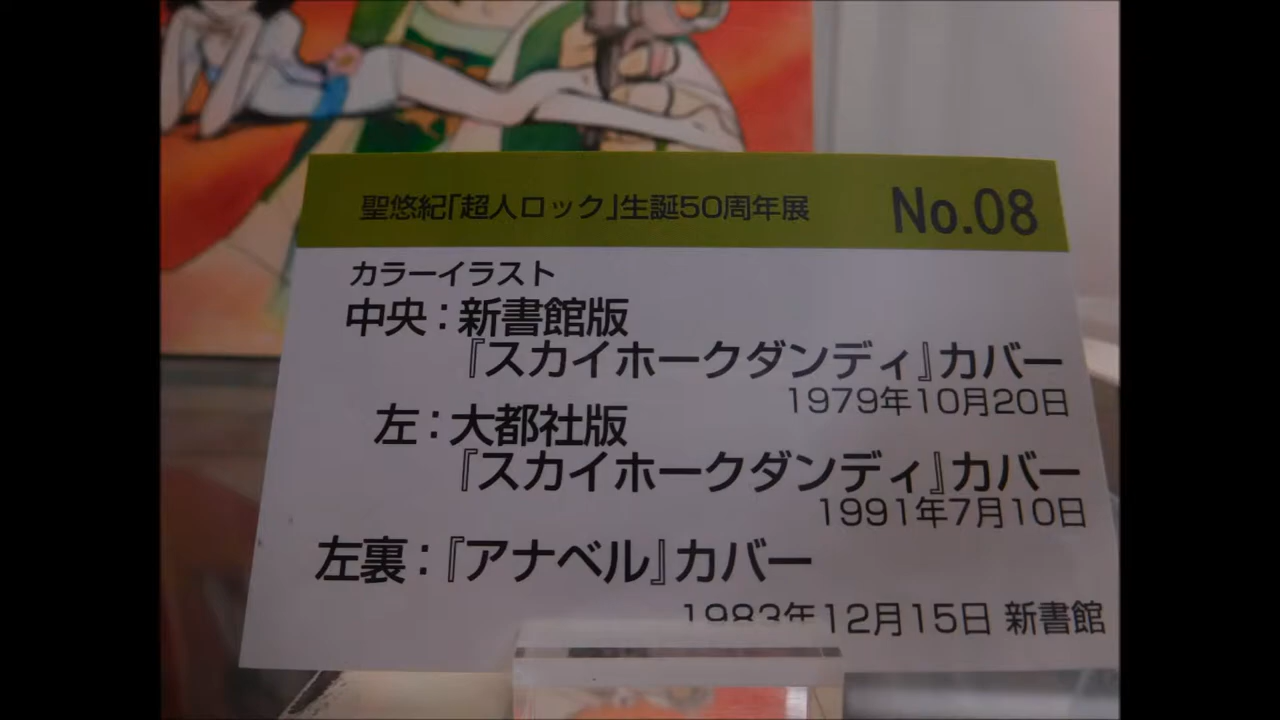 聖悠紀「超人ロック」生誕50周年展 No.08
カラーイラスト
中央：新書館版
『スカイホークダンディ』カバー
1979年10月20日
左：大都社版
『スカイホークダンディ』カバー
1991年7月10日
左裏：『アナベル』カバー
1983年12月15日 新書館